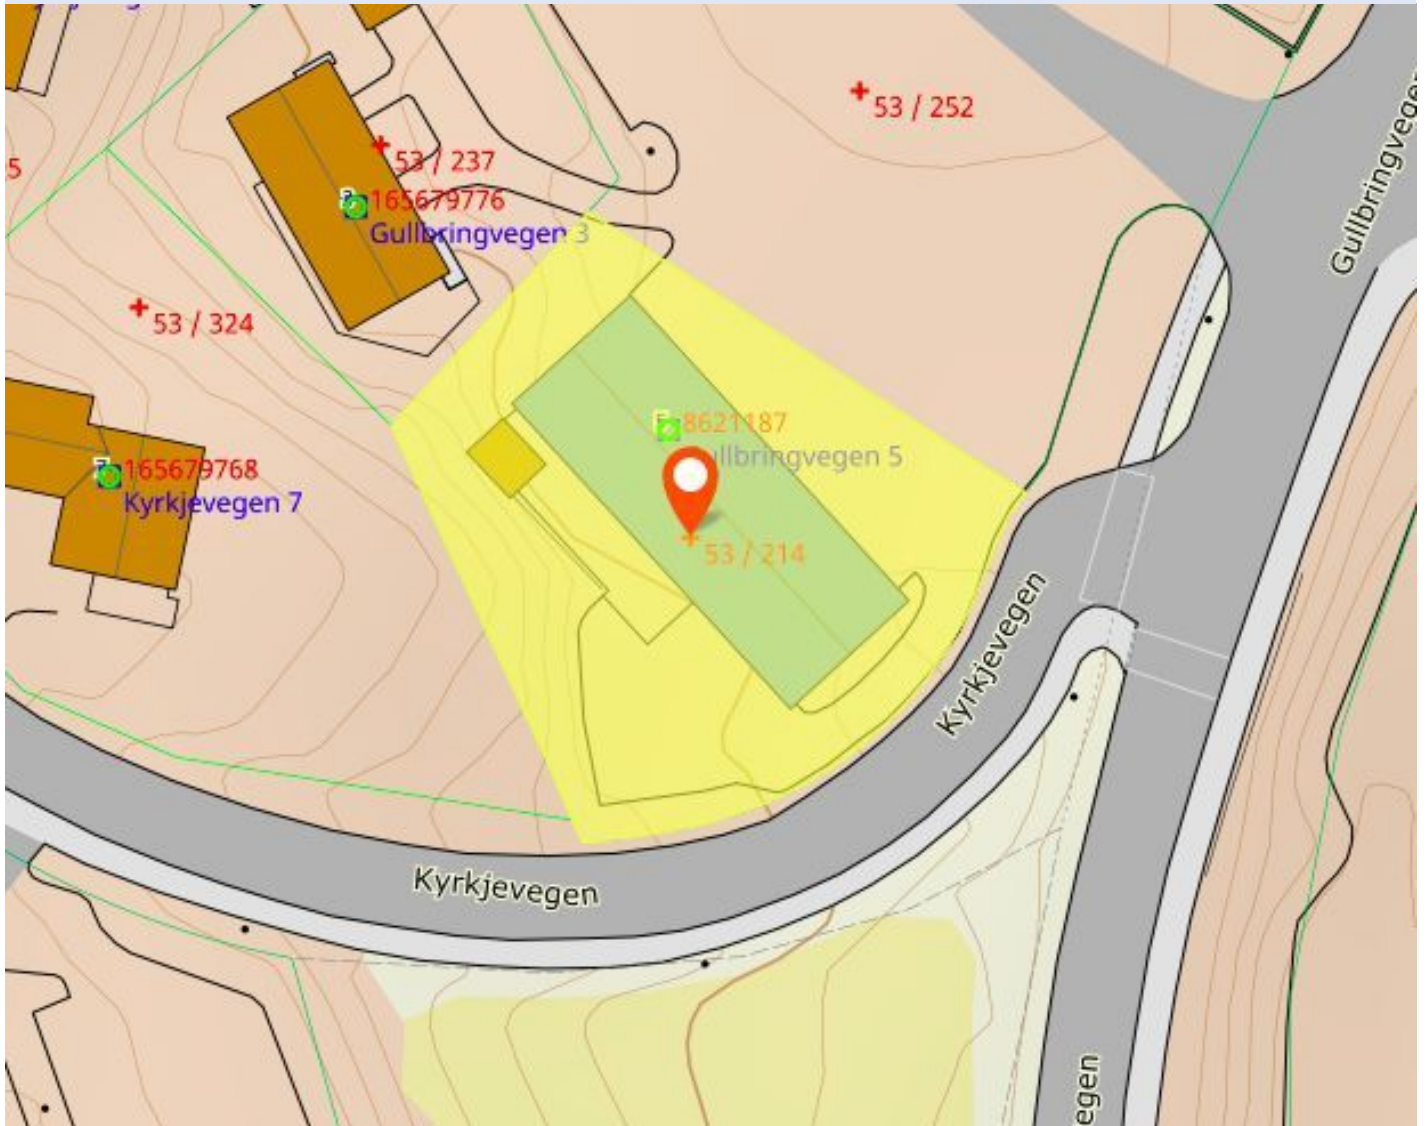 53 / 252
Gullbringvegen
53 / 237
165679776
Gullbringvegen 3
53 / 324
8621187
ullbringvegen 5
53 / 214
165679768
Kyrkjevegen 7
Kyrkjevegen
Kyrkjevegen
egen